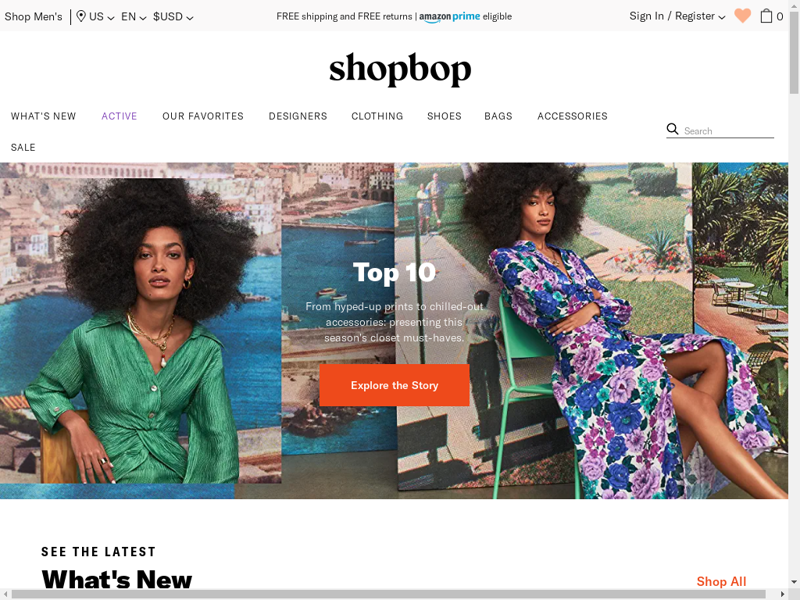 Shop Men's US EN $USD FREE shipping and FREE returns | amazon prime eligible Sign In / Register 0
shopbop
WHAT'S NEW ACTIVE OUR FAVORITES DESIGNERS CLOTHING SHOES BAGS ACCESSORIES
Search
SALE
Top 10
From hyped-up prints to chilled-out
accessories: presenting this
season's closet must-haves.
Explore the Story
SEE THE LATEST
What's New
Shop All